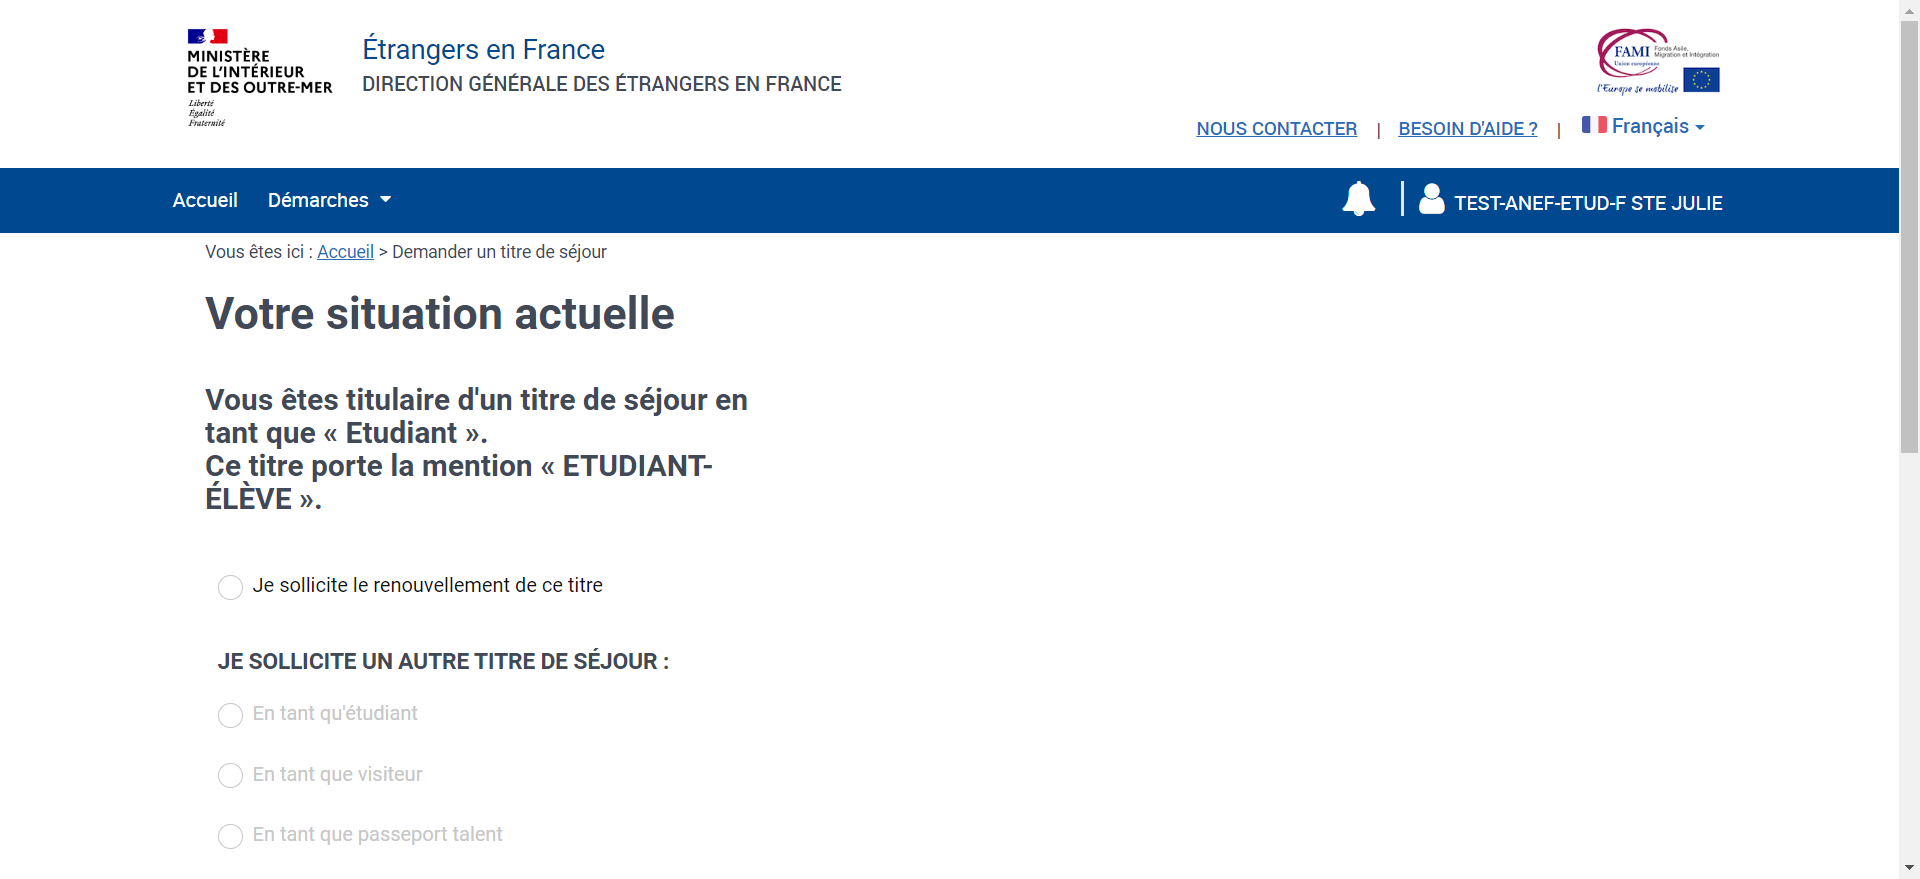 MINISTÈRE
DE L'INTÉRIEUR
ET DES OUTRE-MER
Liberté
Égalité
Fraternité
Étrangers en France
DIRECTION GÉNÉRALE DES ÉTRANGERS EN FRANCE
FAMI
Fonds Asile,
Migration et Intégration
Union européenne
l'Europe se mobilise
NOUS CONTACTER | BESOIN D'AIDE ? | Français
Accueil Démarches TEST-ANEF-ETUD-F STE JULIE
Vous êtes ici : Accueil > Demander un titre de séjour
Votre situation actuelle
Vous êtes titulaire d'un titre de séjour en
tant que « Etudiant ».
Ce titre porte la mention « ETUDIANT-
ÉLÈVE ».
Je sollicite le renouvellement de ce titre
JE SOLLICITE UN AUTRE TITRE DE SÉJOUR :
En tant qu'étudiant
En tant que visiteur
En tant que passeport talent